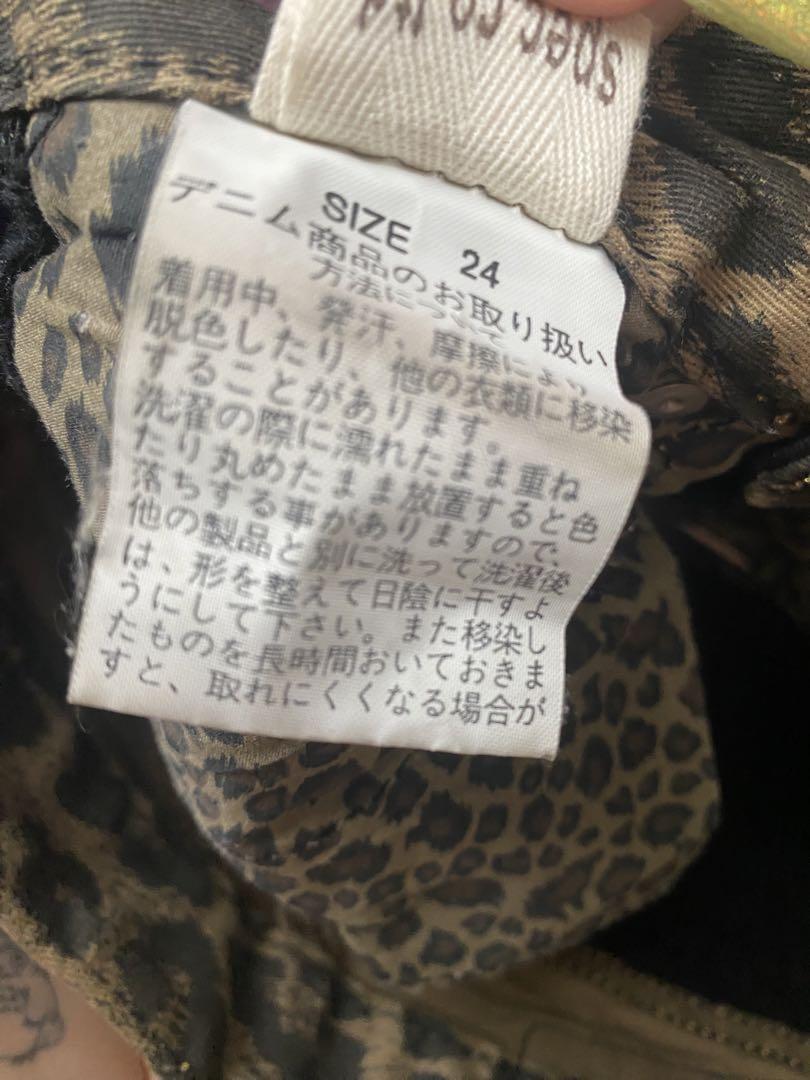 spec.co.ltd
SIZE 24
デニム商品のお取り扱い
方法について
着用中、発汗、摩擦により
脱色したり、他の衣類に移染
することがあります。
洗濯の際に濡れたまま重ね
たり丸めたまま放置すると色
落ちする事がありますので、
他の製品と別に洗って洗濯後
は、形を整えて日陰に干すよ
うにして下さい。また移染し
たものを長時間おいておきま
すと、取れにくくなる場合が